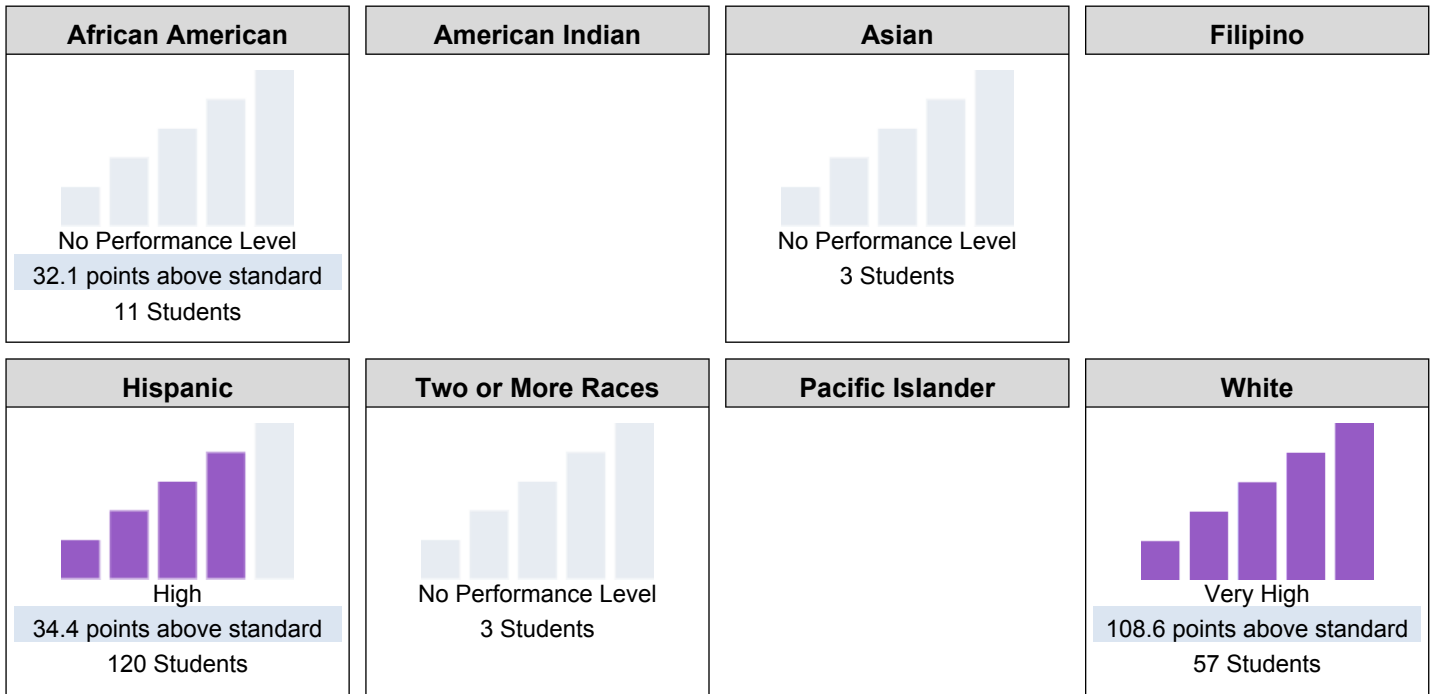 African American
No Performance Level
32.1 points above standard
11 Students
American Indian
Asian
No Performance Level
3 Students
Filipino
Hispanic
High
34.4 points above standard
120 Students
Two or More Races
No Performance Level
3 Students
Pacific Islander
White
Very High
108.6 points above standard
57 Students